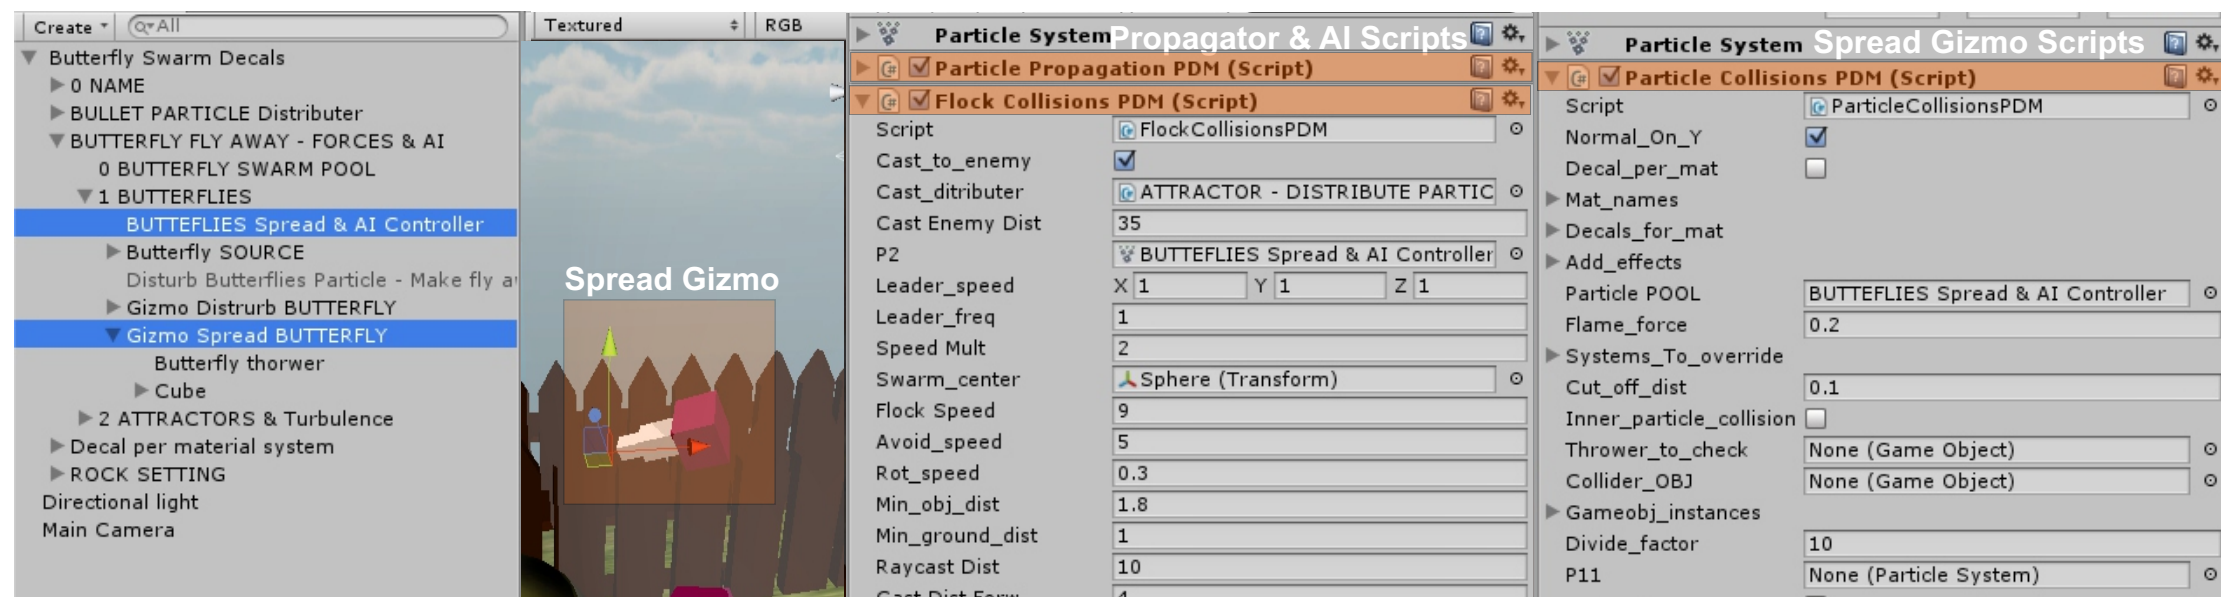 Create
All
Butterfly Swarm Decals
0 NAME
BULLET PARTICLE Distributer
BUTTERFLY FLY AWAY - FORCES & AI
0 BUTTERFLY SWARM POOL
1 BUTTERFLIES
BUTTEFLIES Spread & AI Controller
Butterfly SOURCE
Disturb Butterflies Particle - Make fly
Gizmo Distrurb BUTTERFLY
Gizmo Spread BUTTERFLY
Butterfly thorwer
Cube
2 ATTRACTORS & Turbulence
Decal per material system
ROCK SETTING
Directional light
Main Camera
Textured RGB
Spread Gizmo
Particle System Propagator & AI Scripts
Particle Propagation PDM (Script)
Flock Collisions PDM (Script)
Script FlockCollisionsPDM
Cast_to_enemy
Cast_ditributer ATTRACTOR - DISTRIBUTE PARTIC
Cast Enemy Dist 35
P2 BUTTEFLIES Spread & AI Controller
Leader_speed X 1 Y 1 Z 1
Leader_freq 1
Speed Mult 2
Swarm_center Sphere (Transform)
Flock Speed 9
Avoid_speed 5
Rot_speed 0.3
Min_obj_dist 1.8
Min_ground_dist 1
Raycast Dist 10
Particle System Spread Gizmo Scripts
Particle Collisions PDM (Script)
Script ParticleCollisionsPDM
Normal_On_Y
Decal_per_mat
Mat_names
Decals_for_mat
Add_effects
Particle POOL BUTTEFLIES Spread & AI Controller
Flame_force 0.2
Systems_To_override
Cut_off_dist 0.1
Inner_particle_collision
Thrower_to_check None (Game Object)
Collider_OBJ None (Game Object)
Gameobj_instances
Divide_factor 10
P11 None (Particle System)